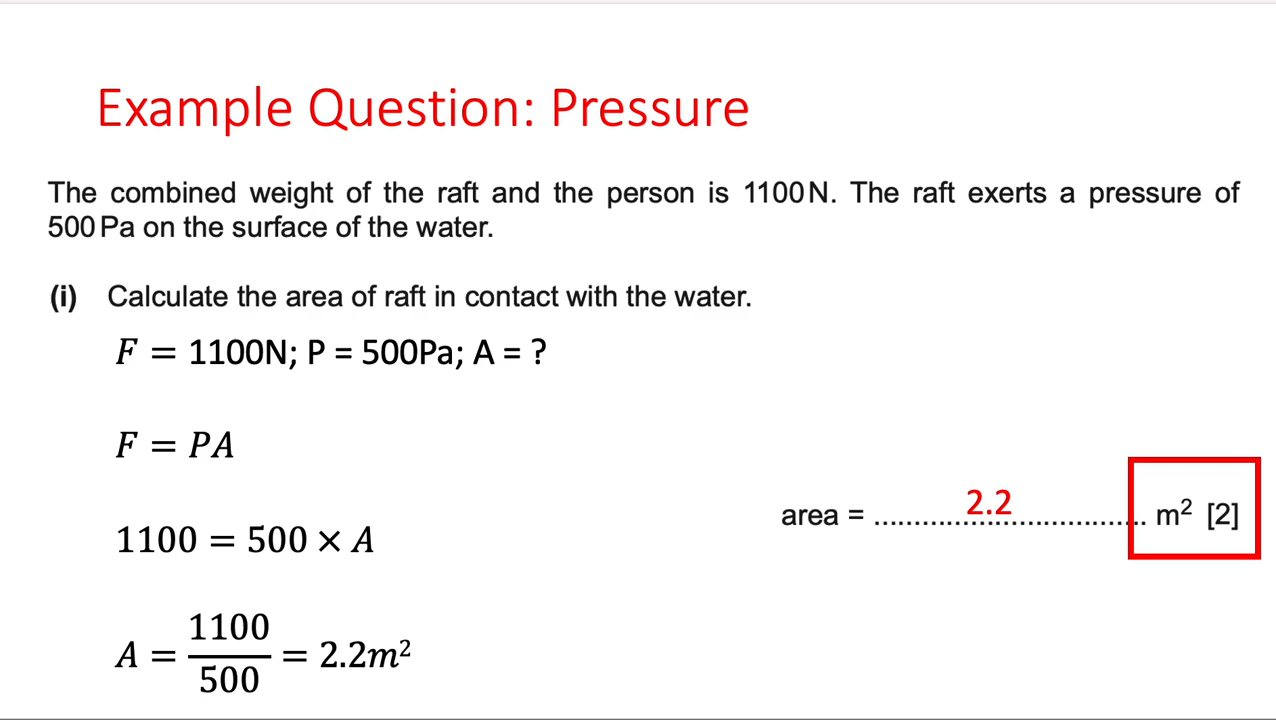 Example Question: Pressure
The combined weight of the raft and the person is 1100 N. The raft exerts a pressure of
500 Pa on the surface of the water.
(i) Calculate the area of raft in contact with the water.
F = 1100N; P = 500Pa; A = ?
F = PA
area = .................................. 2.2 m² [2]
1100 = 500 × A
A = 1100/500 = 2.2m²